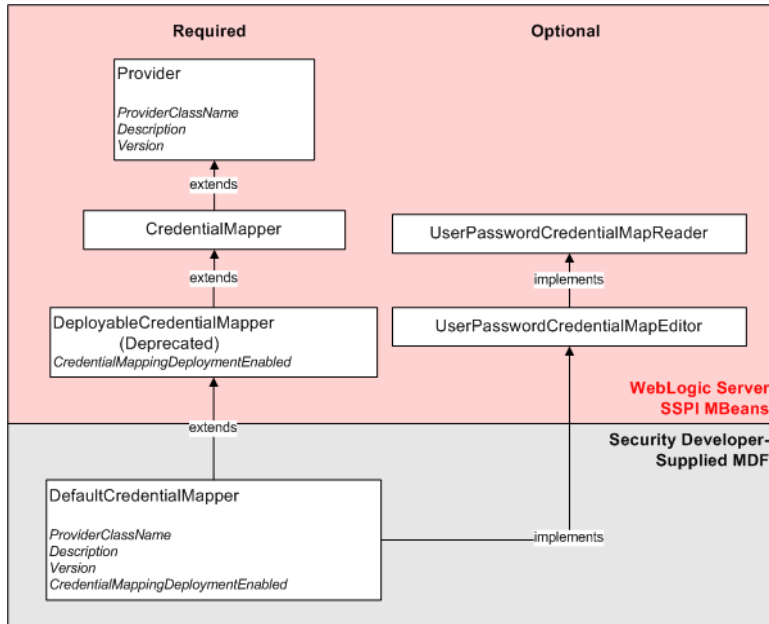 Required
Optional
Provider
ProviderClassName
Description
Version
extends
CredentialMapper
UserPasswordCredentialMapReader
extends
implements
DeployableCredentialMapper
(Deprecated)
CredentialMappingDeploymentEnabled
UserPasswordCredentialMapEditor
WebLogic Server
SSPI MBeans
extends
Security Developer-
Supplied MDF
DefaultCredentialMapper
ProviderClassName
Description
Version
CredentialMappingDeploymentEnabled
implements